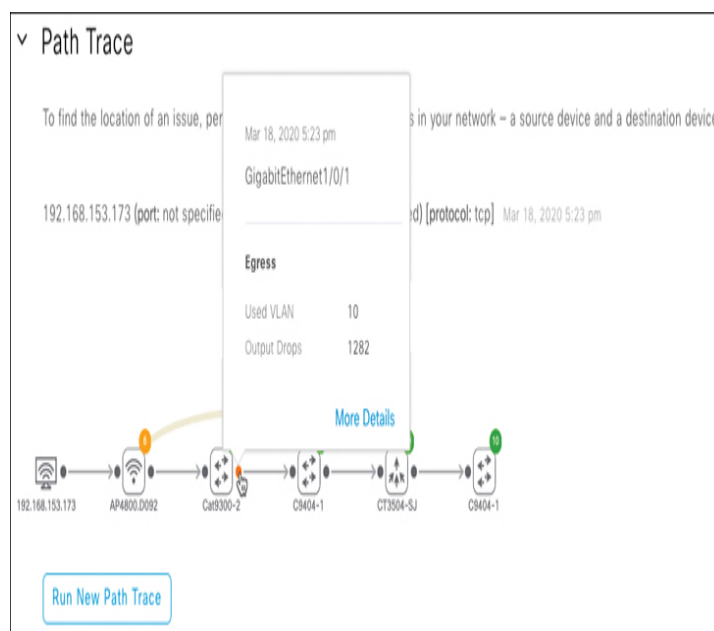 Path Trace
To find the location of an issue, per
s in your network – a source device and a destination device
Mar 18, 2020 5:23 pm
GigabitEthernet1/0/1
192.168.153.173 (port: not specifie
ed) [protocol: tcp] Mar 18, 2020 5:23 pm
Egress
Used VLAN 10
Output Drops 1282
More Details
10
192.168.153.173 AP4800.D092 Cat9300-2 C9404-1 CT3504-SJ C9404-1
Run New Path Trace